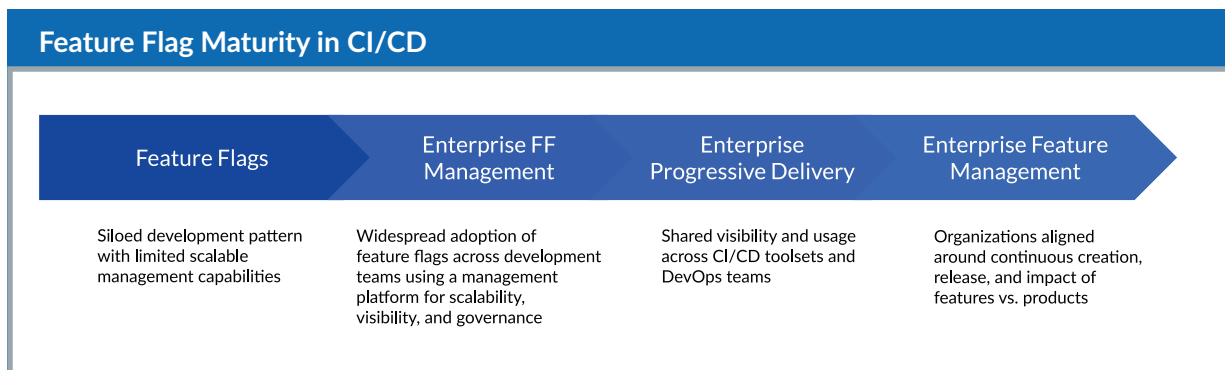 Feature Flag Maturity in CI/CD
Feature Flags
Enterprise FF
Management
Enterprise
Progressive Delivery
Enterprise Feature
Management
Siloed development pattern
with limited scalable
management capabilities
Widespread adoption of
feature flags across development
teams using a management
platform for scalability,
visibility, and governance
Shared visibility and usage
across CI/CD toolsets and
DevOps teams
Organizations aligned
around continuous creation,
release, and impact of
features vs. products